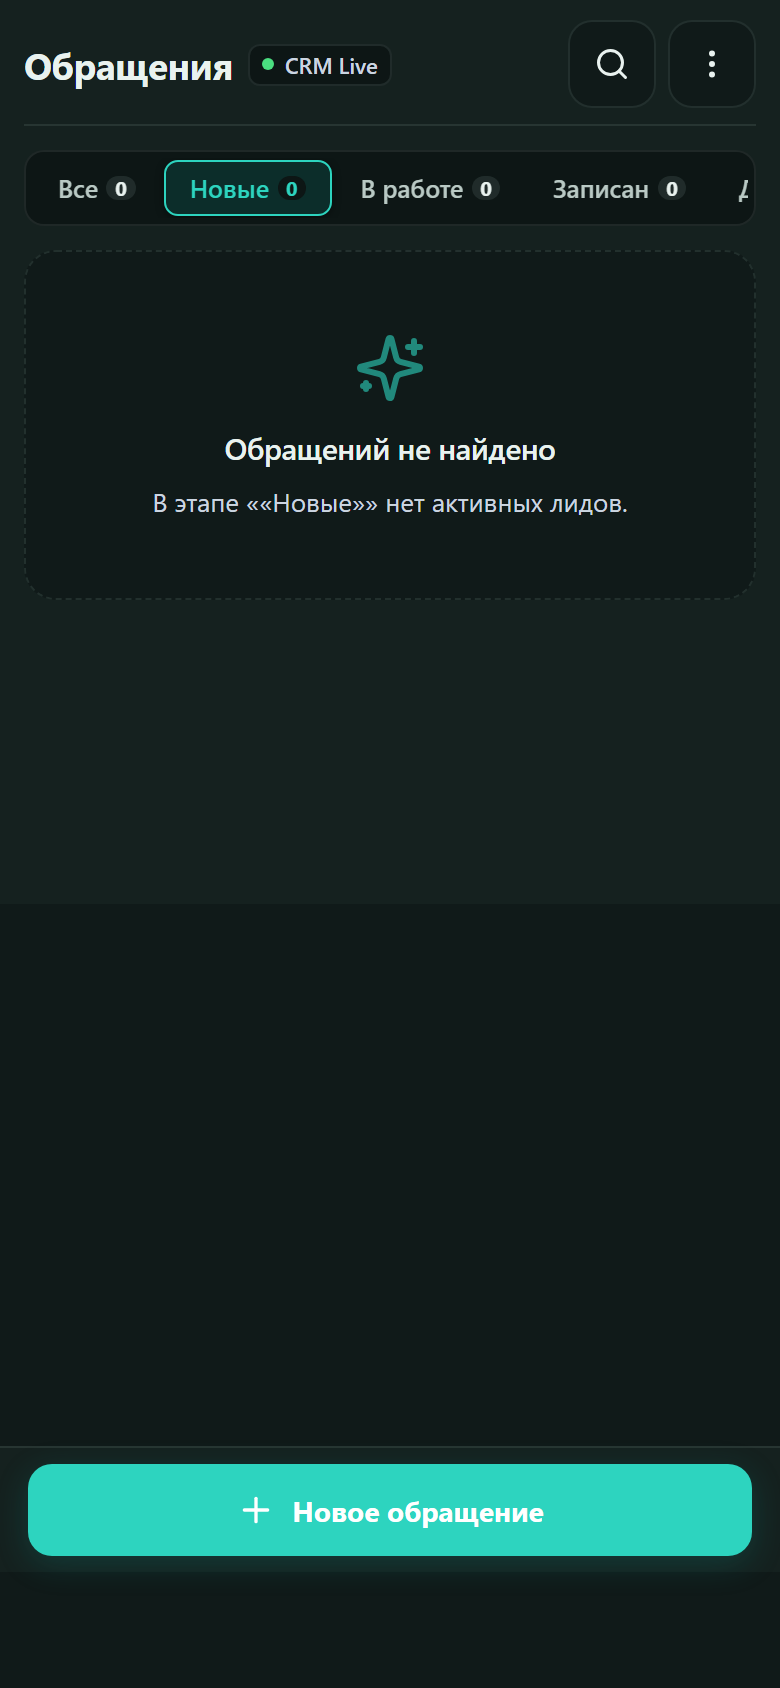 Обращения
CRM Live
Все 0 Новые 0 В работе 0 Записан 0
Обращений не найдено
В этапе ««Новые»» нет активных лидов.
Новое обращение